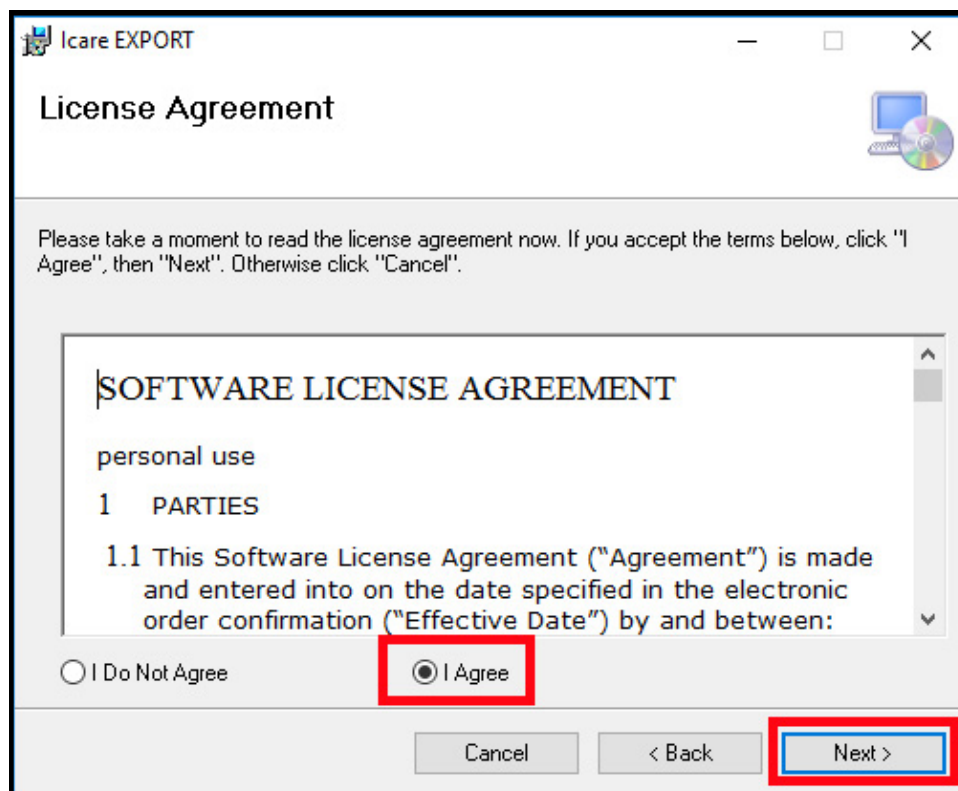 Icare EXPORT
License Agreement
Please take a moment to read the license agreement now. If you accept the terms below, click "I
Agree", then "Next". Otherwise click "Cancel".
SOFTWARE LICENSE AGREEMENT
personal use
1 PARTIES
1.1 This Software License Agreement (“Agreement”) is made
and entered into on the date specified in the electronic
order confirmation (“Effective Date”) by and between:
I Do Not Agree
I Agree
Cancel
< Back
Next >